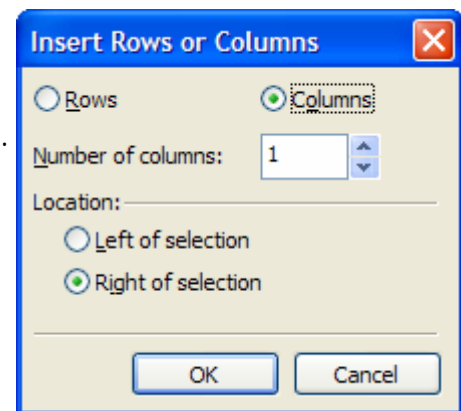 Insert Rows or Columns
Rows Columns
Number of columns: 1
Location:
Left of selection
Right of selection
OK Cancel